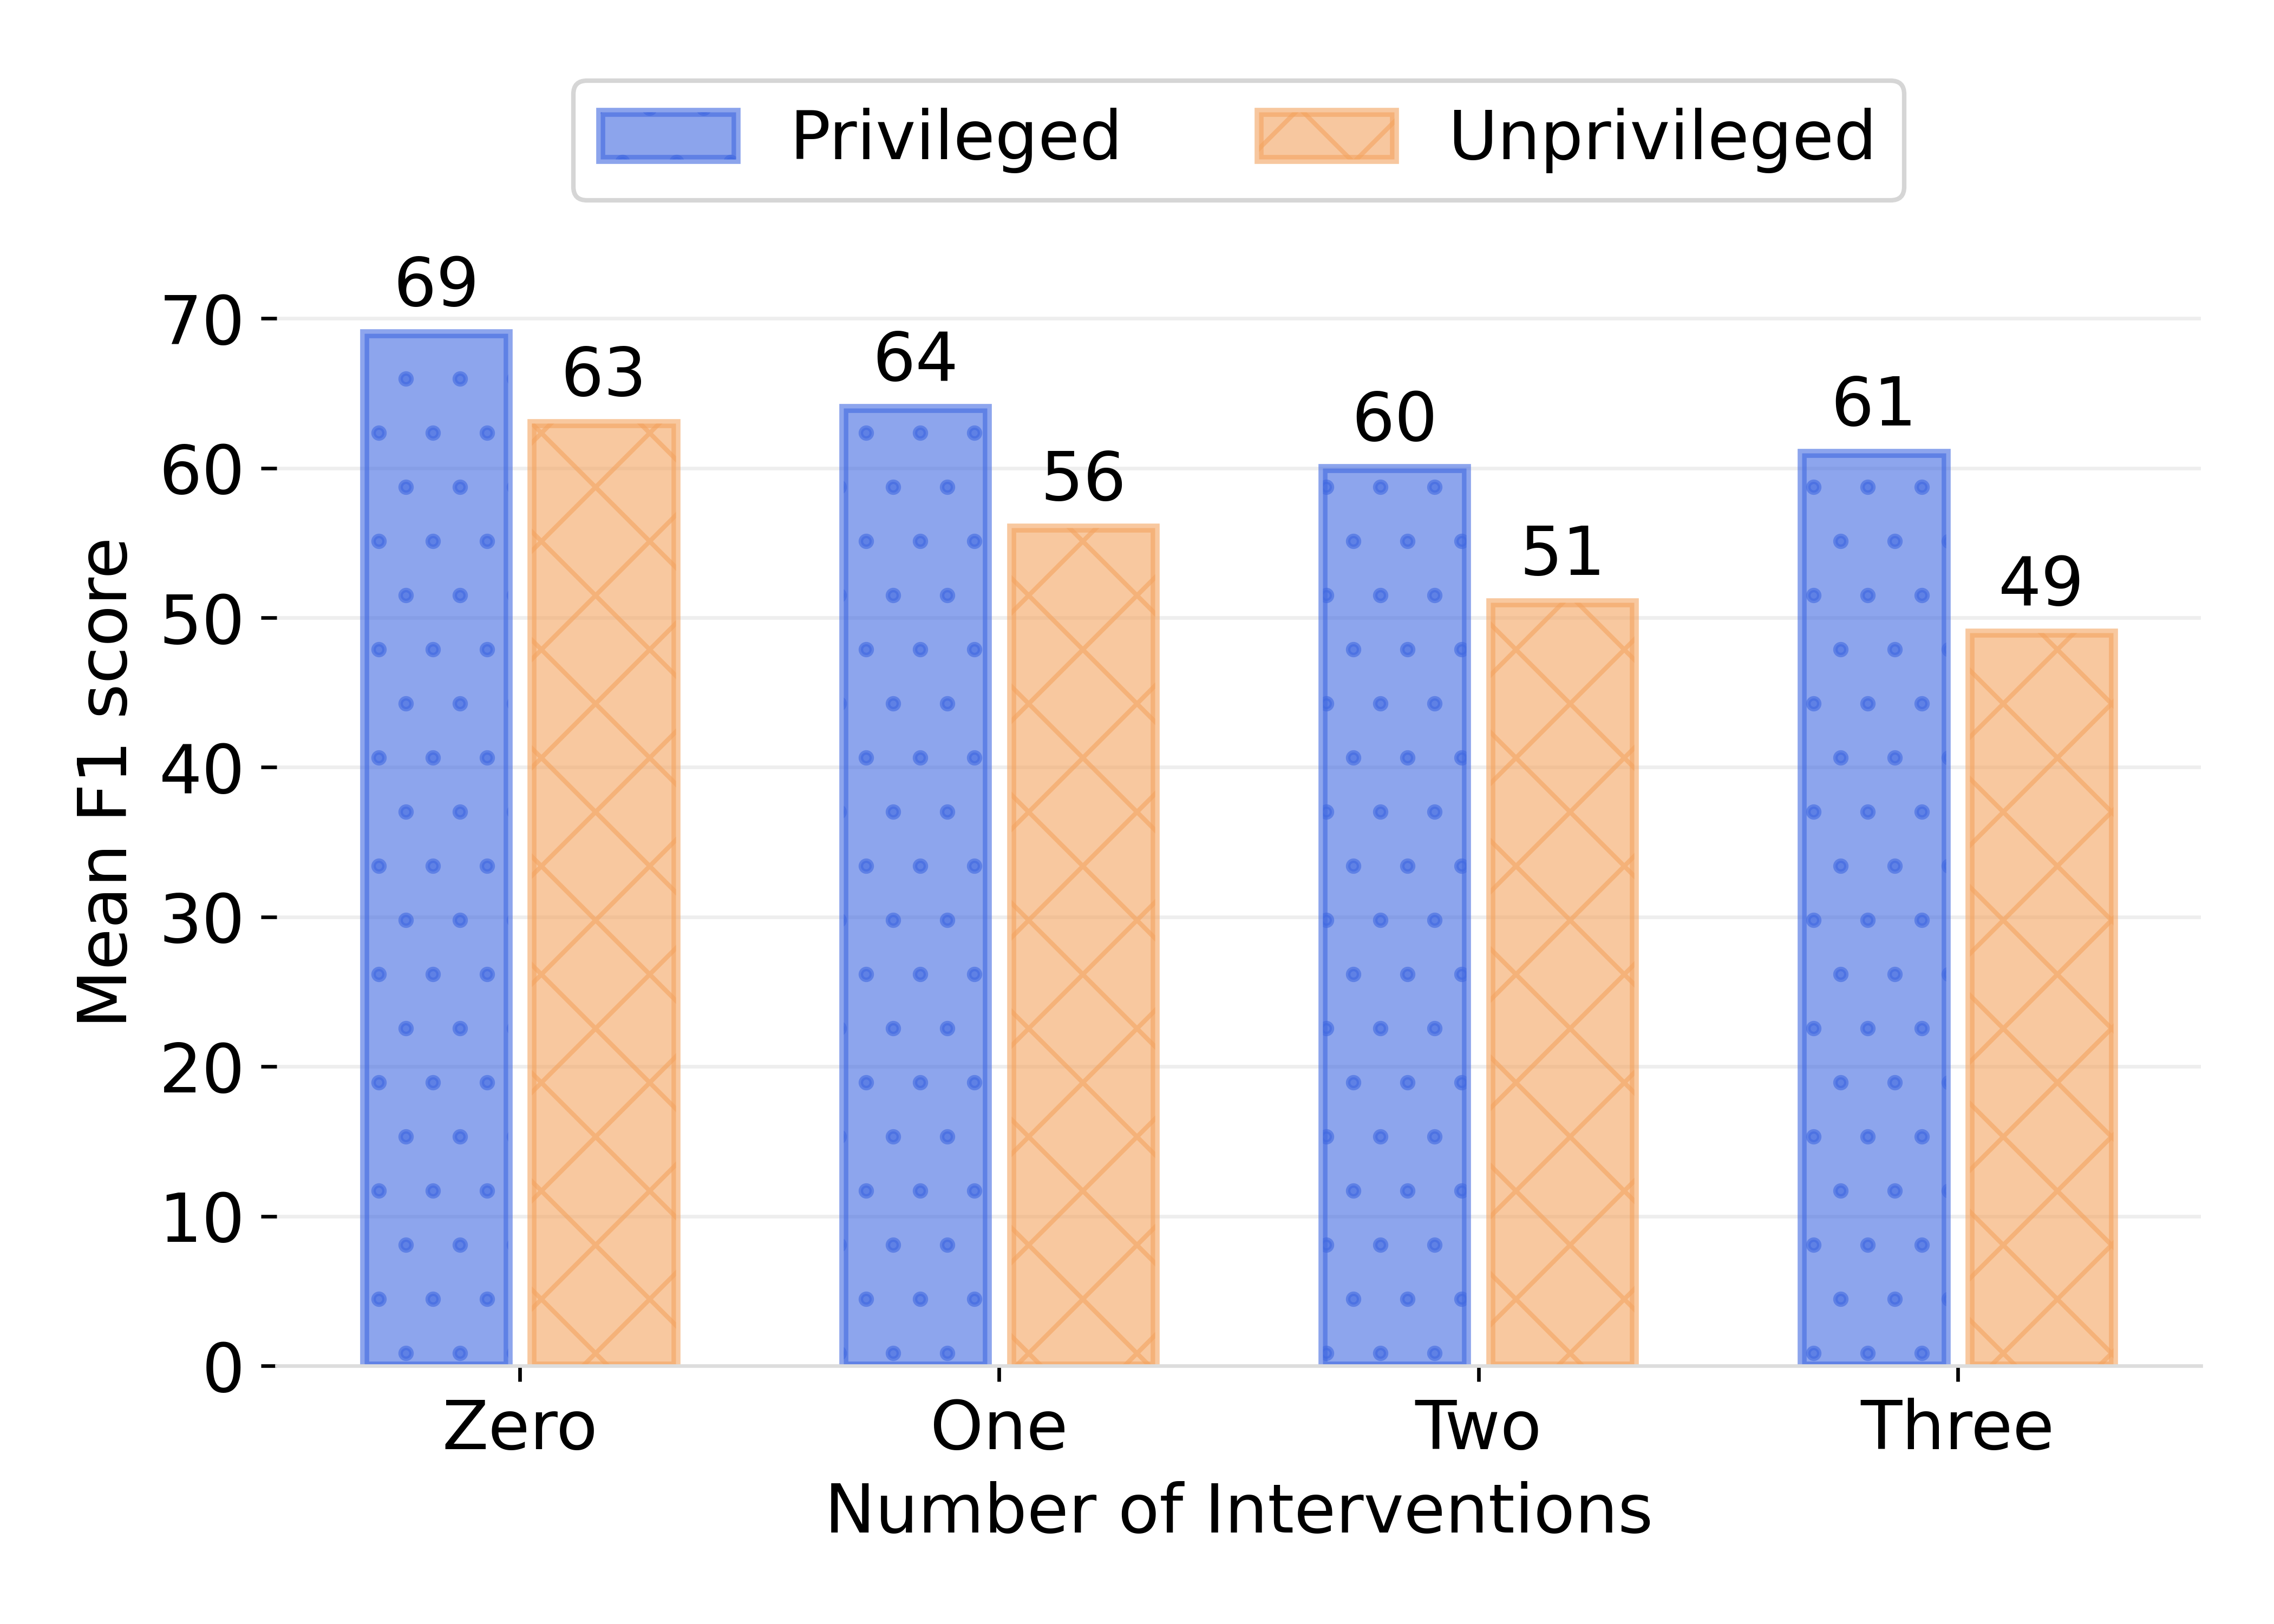 Privileged Unprivileged
69 63 64 56 60 51 61 49
70
60
50
40
30
20
10
0
Mean F1 score
Zero One Two Three
Number of Interventions